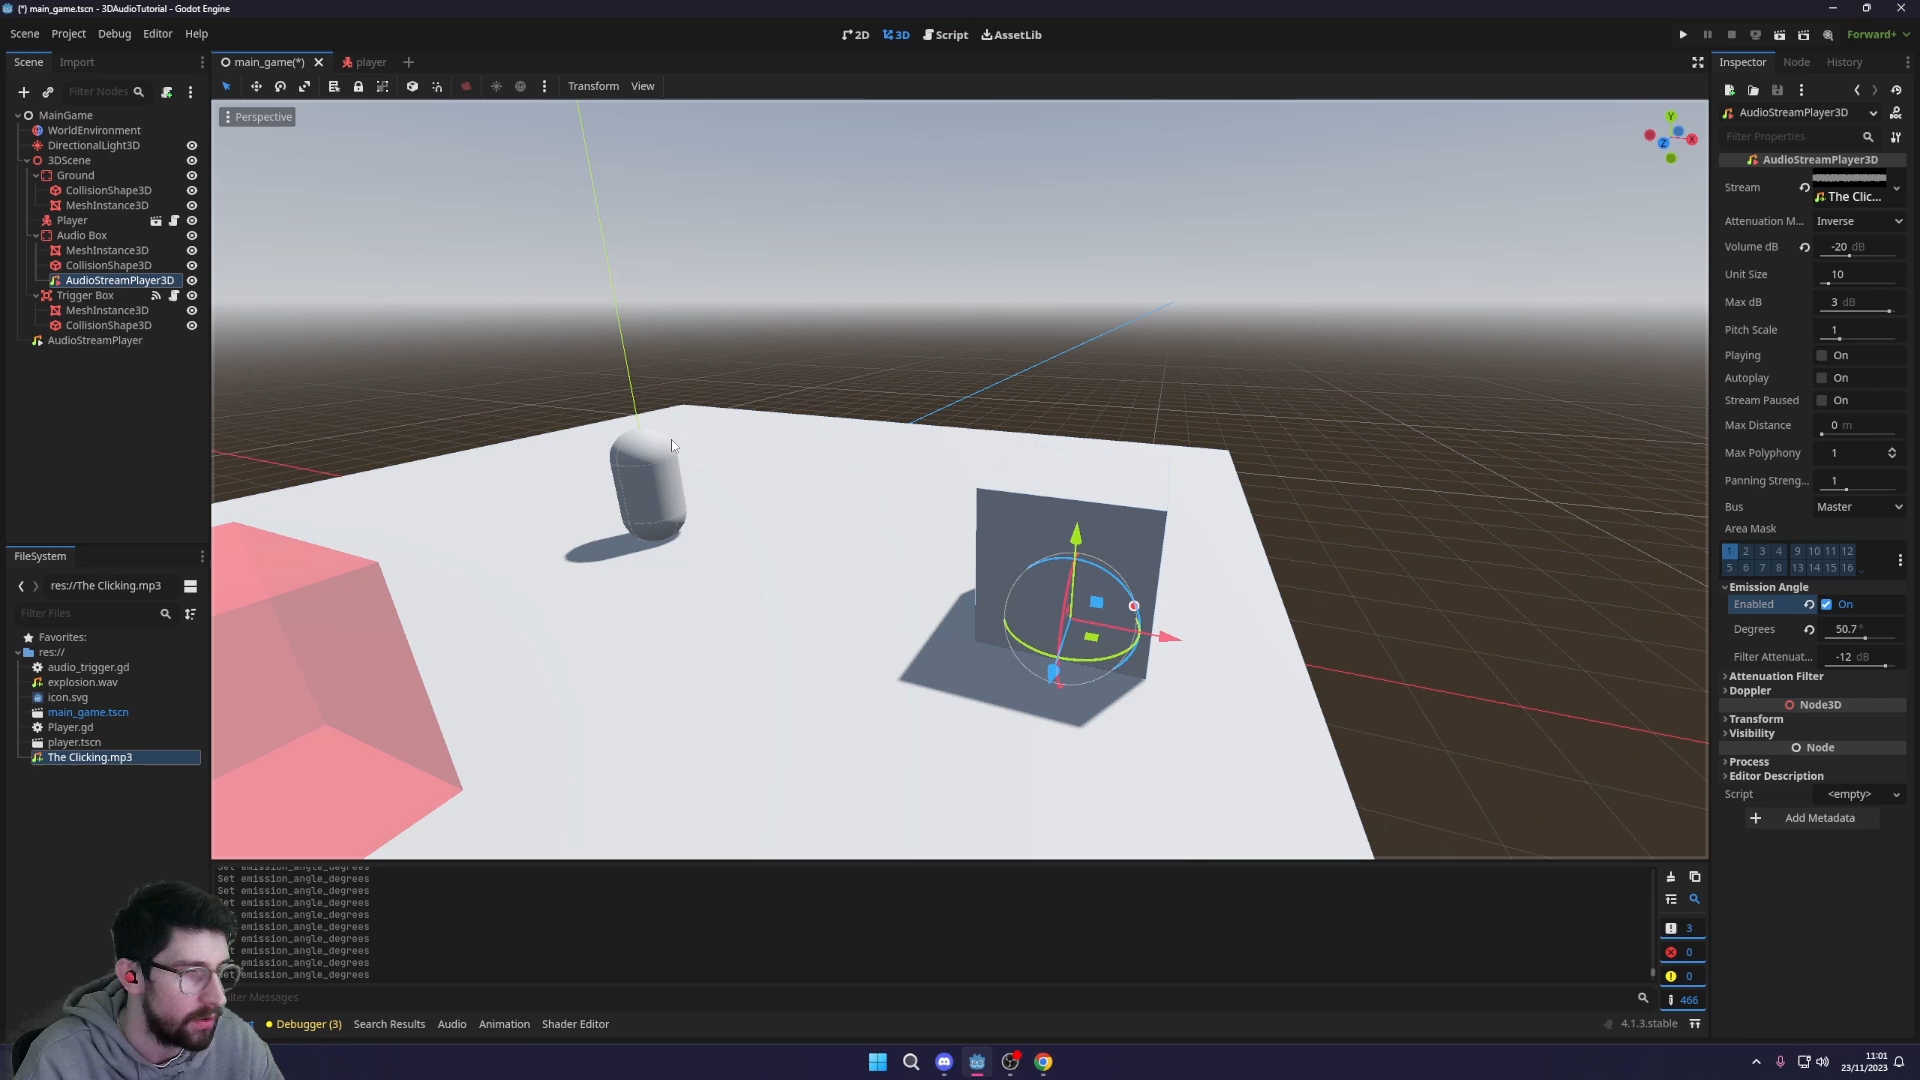 (*) main_game.tscn - 3DAudioTutorial - Godot Engine
Scene Project Debug Editor Help
2D 3D Script AssetLib
Forward+
Scene Import
main_game(*) player
Inspector Node History
Filter Nodes
Transform View
Perspective
MainGame
WorldEnvironment
DirectionalLight3D
3DScene
Ground
CollisionShape3D
MeshInstance3D
Player
Audio Box
MeshInstance3D
CollisionShape3D
AudioStreamPlayer3D
Trigger Box
MeshInstance3D
CollisionShape3D
AudioStreamPlayer
Y
X
Z
AudioStreamPlayer3D
Filter Properties
AudioStreamPlayer3D
Stream The Clic...
Attenuation M... Inverse
Volume dB -20 dB
Unit Size 10
Max dB 3 dB
Pitch Scale 1
Playing On
Autoplay On
Stream Paused On
Max Distance 0 m
Max Polyphony 1
Panning Streng... 1
Bus Master
Area Mask
1 2 3 4 9 10 11 12
5 6 7 8 13 14 15 16
Emission Angle
Enabled On
Degrees 50.7 °
Filter Attenuat... -12 dB
Attenuation Filter
Doppler
Node3D
Transform
Visibility
Node
Process
Editor Description
Script <empty>
Add Metadata
FileSystem
res://The Clicking.mp3
Filter Files
Favorites:
res://
audio_trigger.gd
explosion.wav
icon.svg
main_game.tscn
Player.gd
player.tscn
The Clicking.mp3
Set emission_angle_degrees
Set emission_angle_degrees
Set emission_angle_degrees
Set emission_angle_degrees
emission_angle_degrees
emission_angle_degrees
emission_angle_degrees
emission_angle_degrees
emission_angle_degrees
emission_angle_degrees
3
0
0
466
Messages
Debugger (3) Search Results Audio Animation Shader Editor
4.1.3.stable
11:01
23/11/2023